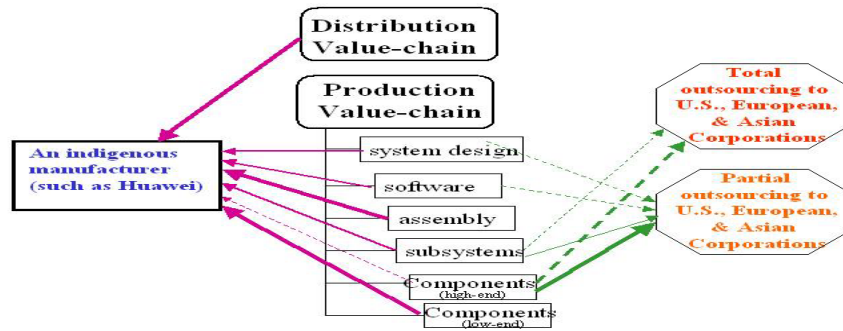 Distribution
Value-chain
Production
Value-chain
Total
outsourcing to
U.S., European,
& Asian
Corporations
An indigenous
manufacturer
(such as Huawei)
system design
software
assembly
subsystems
Components
(high-end)
Components
(low-end)
Partial
outsourcing to
U.S., European,
& Asian
Corporations